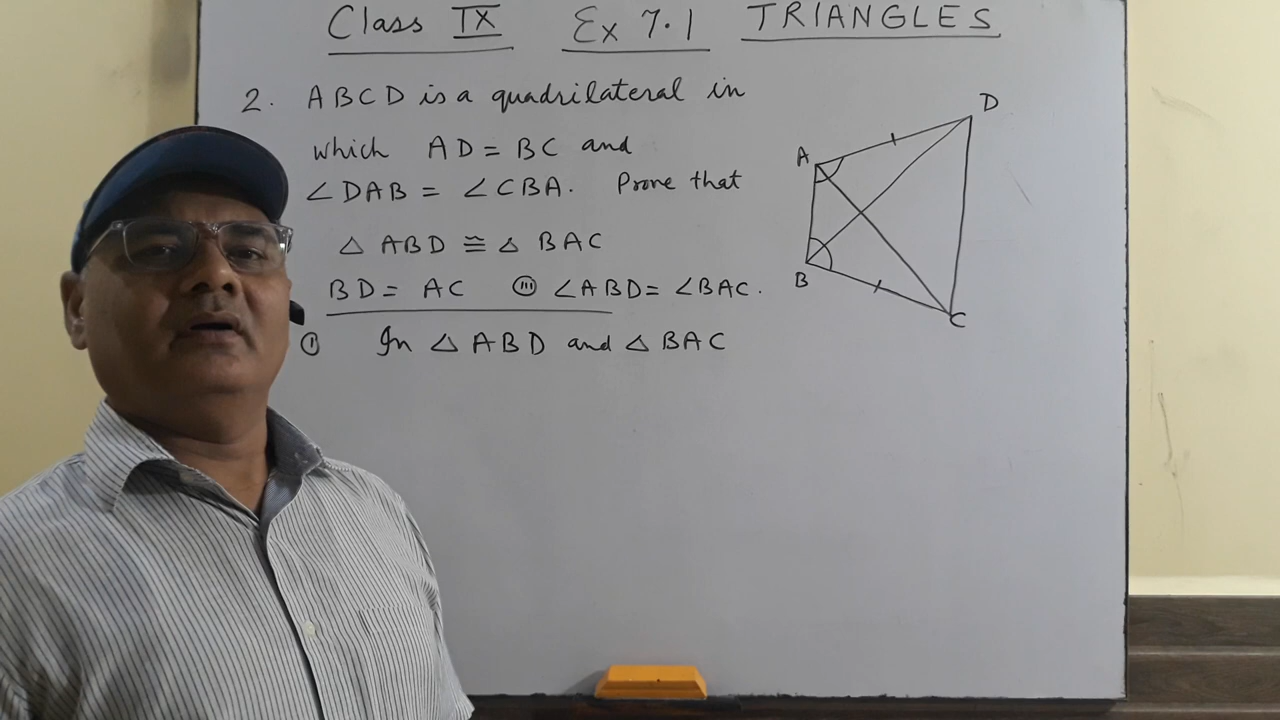 Class IX Ex 7.1 TRIANGLES
2. ABCD is a quadrilateral in
which AD = BC and
∠DAB = ∠CBA. Prove that
△ ABD ≅ △ BAC
BD = AC (iii) ∠ABD = ∠BAC.
(i) In △ ABD and △ BAC
D
A
B
C